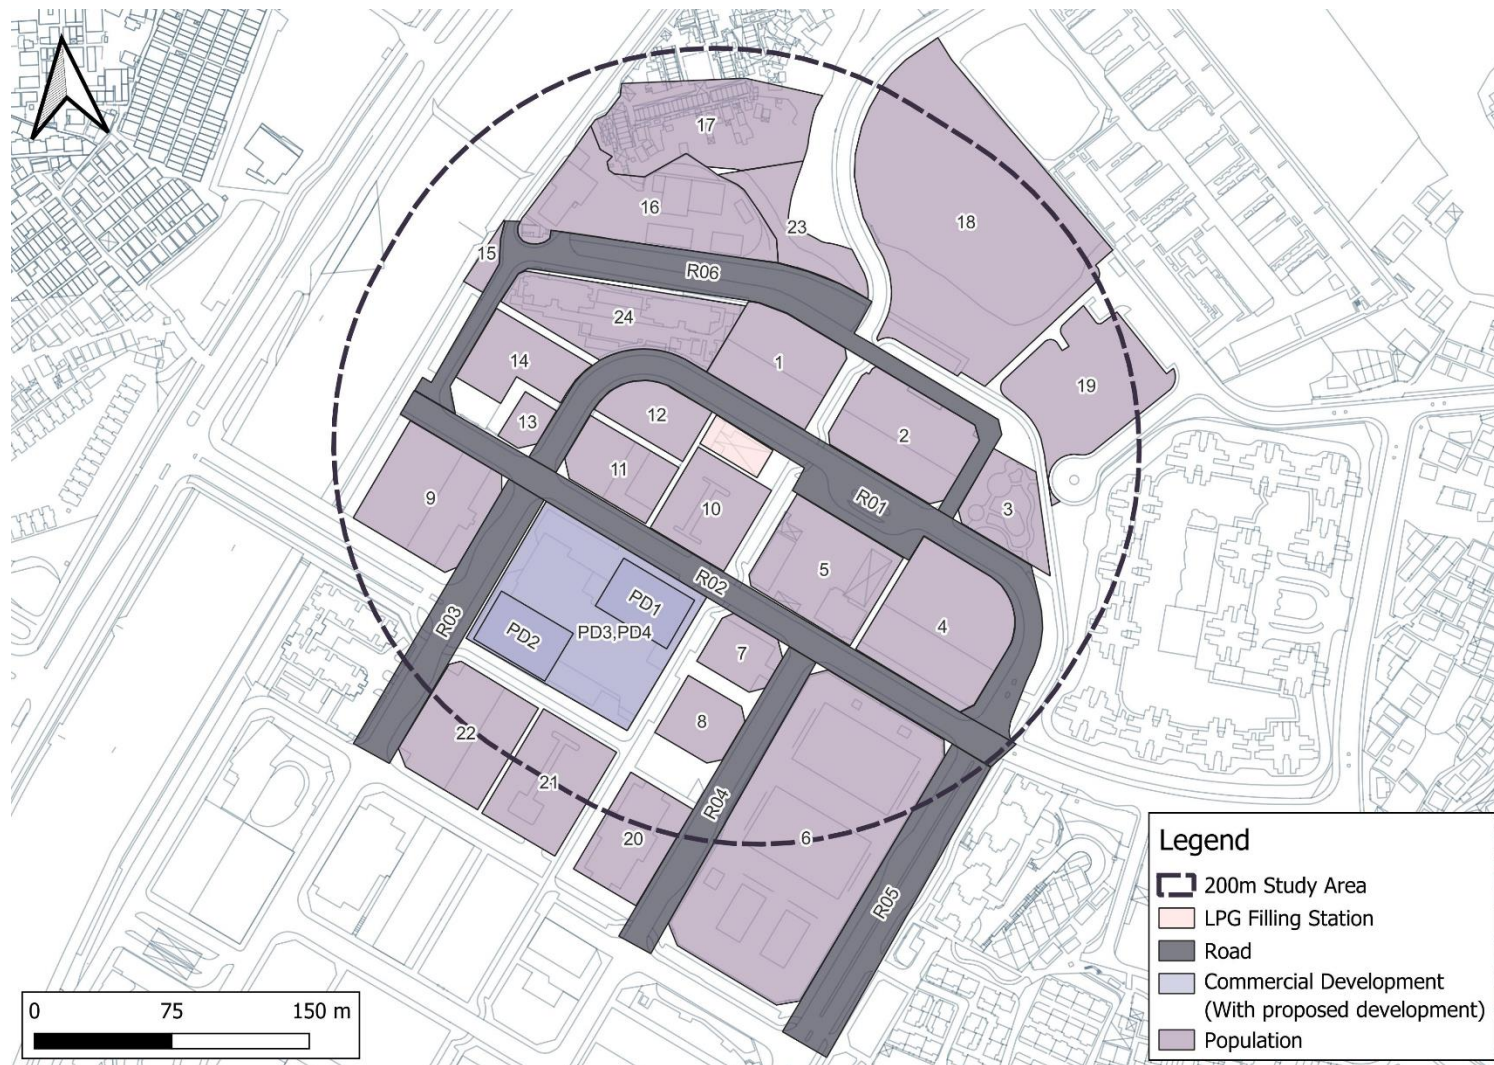 17
18
16
23
15
R06
24
1
14
19
12
13
2
11
9
10
R01
3
5
R02
PD1
R03
PD2
PD3,PD4
4
7
8
22
21
R04
20
6
R05
Legend
200m Study Area
LPG Filling Station
Road
Commercial Development
(With proposed development)
Population
0 75 150 m